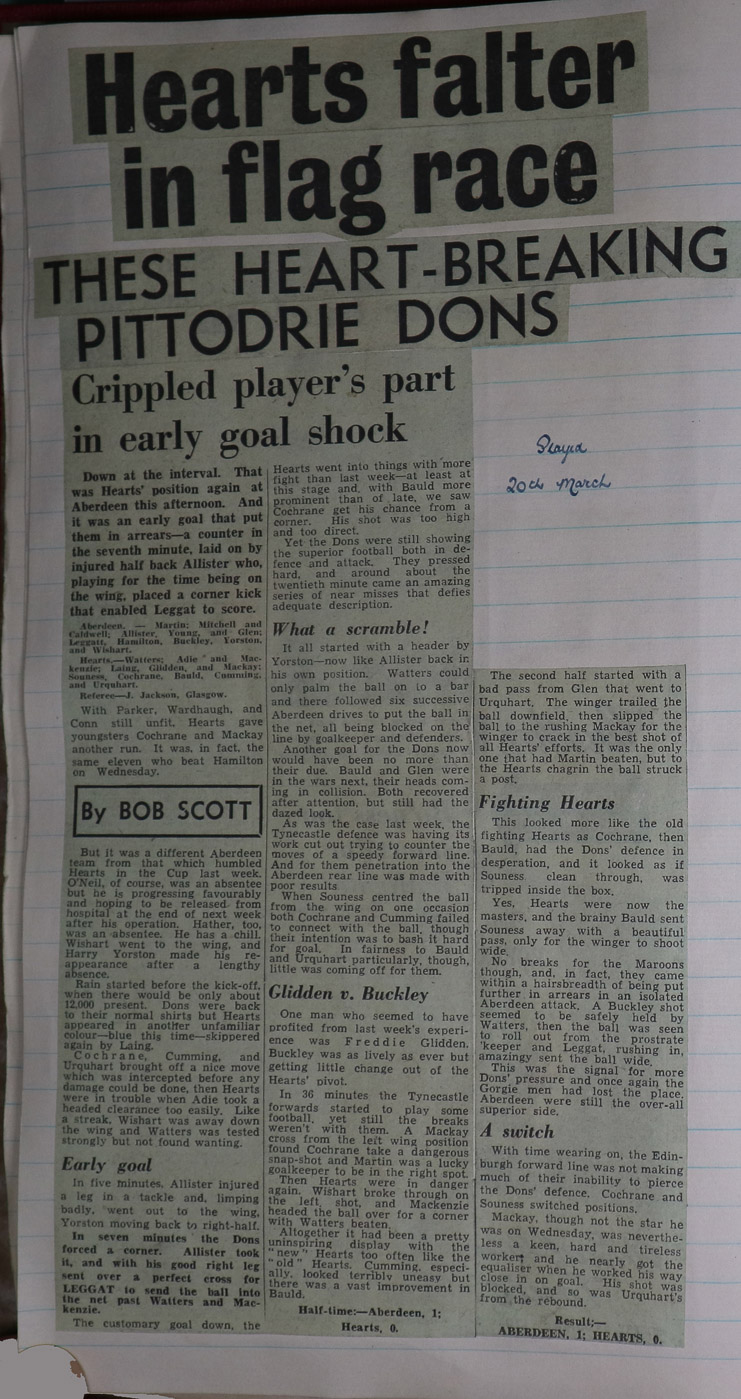 Hearts falter
in flag race
THESE HEART-BREAKING
PITTODRIE DONS
Crippled player's part
in early goal shock
Played
20th March
Down at the interval. That
was Hearts' position again at
Aberdeen this afternoon. And
it was an early goal that put
them in arrears—a counter in
the seventh minute, laid on by
injured half back Allister who,
playing for the time being on
the wing, placed a corner kick
that enabled Leggat to score.
Aberdeen. — Martin; Mitchell and
Caldwell; Allister, Young, and Glen;
Leggatt, Hamilton, Buckley, Yorston,
and Wishart.
Hearts.—Watters; Adie and Mac-
kenzie; Laing, Glidden, and Mackay;
Souness, Cochrane, Bauld, Cumming,
and Urquhart.
Referee—J. Jackson, Glasgow.
With Parker, Wardhaugh, and
Conn still unfit, Hearts gave
youngsters Cochrane and Mackay
another run. It was, in fact, the
same eleven who beat Hamilton
on Wednesday.
By BOB SCOTT
But it was a different Aberdeen
team from that which humbled
Hearts in the Cup last week.
O'Neil, of course, was an absentee
but he is progressing favourably
and hoping to be released from
hospital at the end of next week
after his operation. Hather, too,
was an absentee. He has a chill.
Wishart went to the wing, and
Harry Yorston made his re-
appearance after a lengthy
absence.
Rain started before the kick-off,
when there would be only about
12,000 present. Dons were back
to their normal shirts but Hearts
appeared in another unfamiliar
colour—blue this time—skippered
again by Laing.
Cochrane, Cumming, and
Urquhart brought off a nice move
which was intercepted before any
damage could be done, then Hearts
were in trouble when Adie took a
headed clearance too easily. Like
a streak, Wishart was away down
the wing and Watters was tested
strongly but not found wanting.
Early goal
In five minutes, Allister injured
a leg in a tackle and, limping
badly, went out to the wing,
Yorston moving back to right-half.
In seven minutes the Dons
forced a corner. Allister took
it, and with his good right leg
sent over a perfect cross for
LEGGAT to send the ball into
the net past Watters and Mac-
kenzie.
The customary goal down, the
Hearts went into things with more
fight than last week—at least at
this stage and, with Bauld more
prominent than of late, we saw
Cochrane get his chance from a
corner. His shot was too high
and too direct.
Yet the Dons were still showing
the superior football both in de-
fence and attack. They pressed
hard, and around about the
twentieth minute came an amazing
series of near misses that defies
adequate description.
What a scramble!
It all started with a header by
Yorston—now like Allister back in
his own position. Watters could
only palm the ball on to a bar
and there followed six successive
Aberdeen drives to put the ball in
the net, all being blocked on the
line by goalkeeper and defenders.
Another goal for the Dons now
would have been no more than
their due. Bauld and Glen were
in the wars next, their heads com-
ing in collision. Both recovered
after attention, but still had the
dazed look.
As was the case last week, the
Tynecastle defence was having its
work cut out trying to counter the
moves of a speedy forward line.
And for them penetration into the
Aberdeen rear line was made with
poor results
When Souness centred the ball
from the wing on one occasion
both Cochrane and Cumming failed
to connect with the ball, though
their intention was to bash it hard
for goal. In fairness to Bauld
and Urquhart particularly, though,
little was coming off for them.
Glidden v. Buckley
One man who seemed to have
profited from last week's experi-
ence was Freddie Glidden.
Buckley was as lively as ever but
getting little change out of the
Hearts' pivot.
In 36 minutes the Tynecastle
forwards started to play some
football, yet still the breaks
weren't with them. A Mackay
cross from the left wing position
found Cochrane take a dangerous
snap-shot and Martin was a lucky
goalkeeper to be in the right spot.
Then Hearts were in danger
again. Wishart broke through on
the left, shot, and Mackenzie
headed the ball over for a corner
with Watters beaten.
Altogether it had been a pretty
uninspiring display with the
"new" Hearts too often like the
"old" Hearts. Cumming, especi-
ally, looked terribly uneasy but
there was a vast improvement in
Bauld.
Half-time:—Aberdeen, 1;
Hearts, 0.
The second half started with a
bad pass from Glen that went to
Urquhart. The winger trailed the
ball downfield, then slipped the
ball to the rushing Mackay for the
winger to crack in the best shot of
all Hearts' efforts. It was the only
one that had Martin beaten, but to
the Hearts chagrin the ball struck
a post.
Fighting Hearts
This looked more like the old
fighting Hearts as Cochrane, then
Bauld, had the Dons' defence in
desperation, and it looked as if
Souness clean through, was
tripped inside the box.
Yes, Hearts were now the
masters, and the brainy Bauld sent
Souness away with a beautiful
pass, only for the winger to shoot
wide.
No breaks for the Maroons
though, and, in fact, they came
within a hairsbreadth of being put
further in arrears in an isolated
Aberdeen attack. A Buckley shot
seemed to be safely held by
Watters, then the ball was seen
to roll out from the prostrate
'keeper and Leggat, rushing in,
amazingy sent the ball wide.
This was the signal for more
Dons' pressure and once again the
Gorgie men had lost the place.
Aberdeen were still the over-all
superior side.
A switch
With time wearing on, the Edin-
burgh forward line was not making
much of their inability to pierce
the Dons' defence. Cochrane and
Souness switched positions.
Mackay, though not the star he
was on Wednesday, was neverthe-
less a keen, hard and tireless
worker and he nearly got the
equaliser when he worked his way
close in on goal. His shot was
blocked, and so was Urquhart's
from the rebound.
Result;—
ABERDEEN, 1; HEARTS, 0.